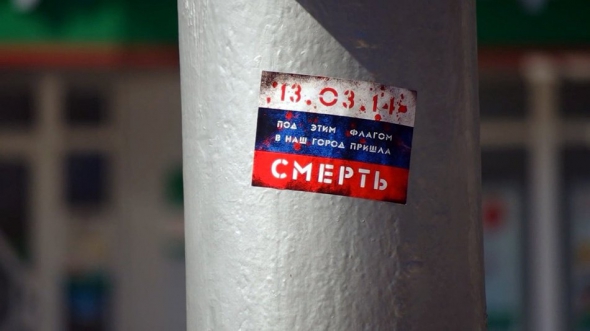 13.03.14
ПОД ЭТИМ ФЛАГОМ
В НАШ ГОРОД ПРИШЛА
СМЕРТЬ